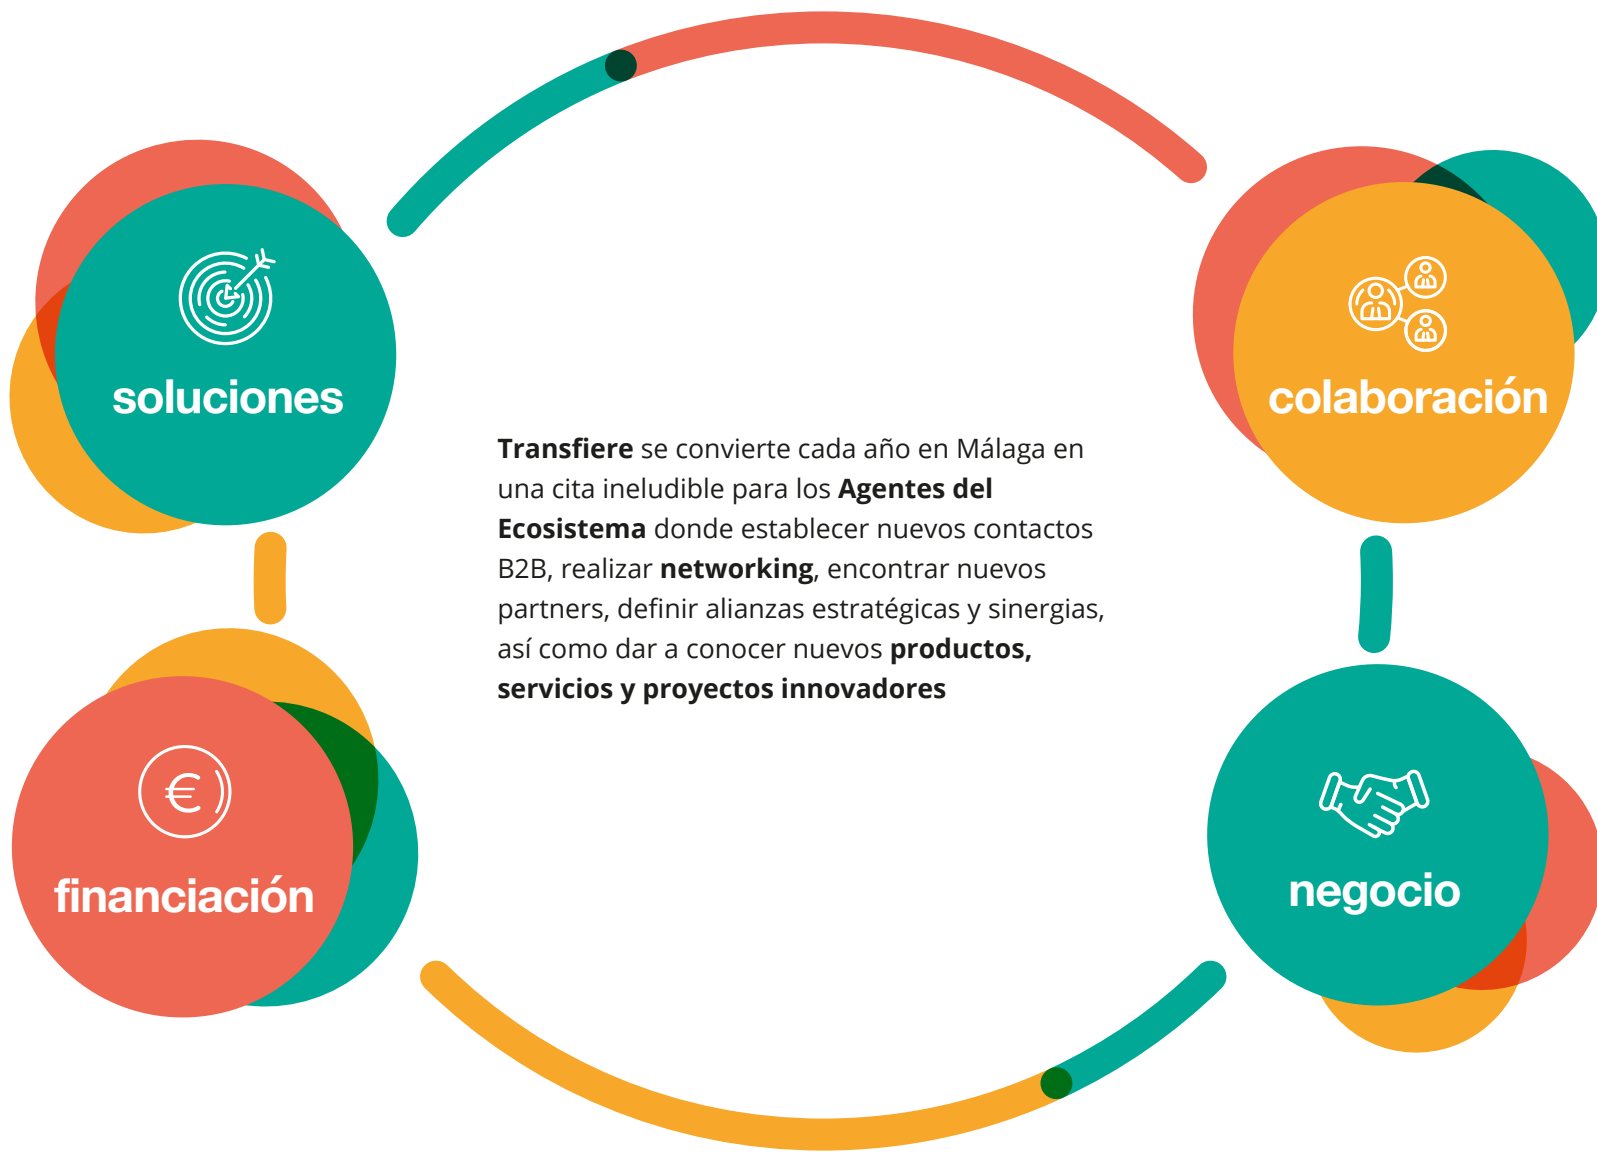 soluciones
colaboración
Transfiere se convierte cada año en Málaga en
una cita ineludible para los Agentes del
Ecosistema donde establecer nuevos contactos
B2B, realizar networking, encontrar nuevos
partners, definir alianzas estratégicas y sinergias,
así como dar a conocer nuevos productos,
servicios y proyectos innovadores
€
financiación
negocio